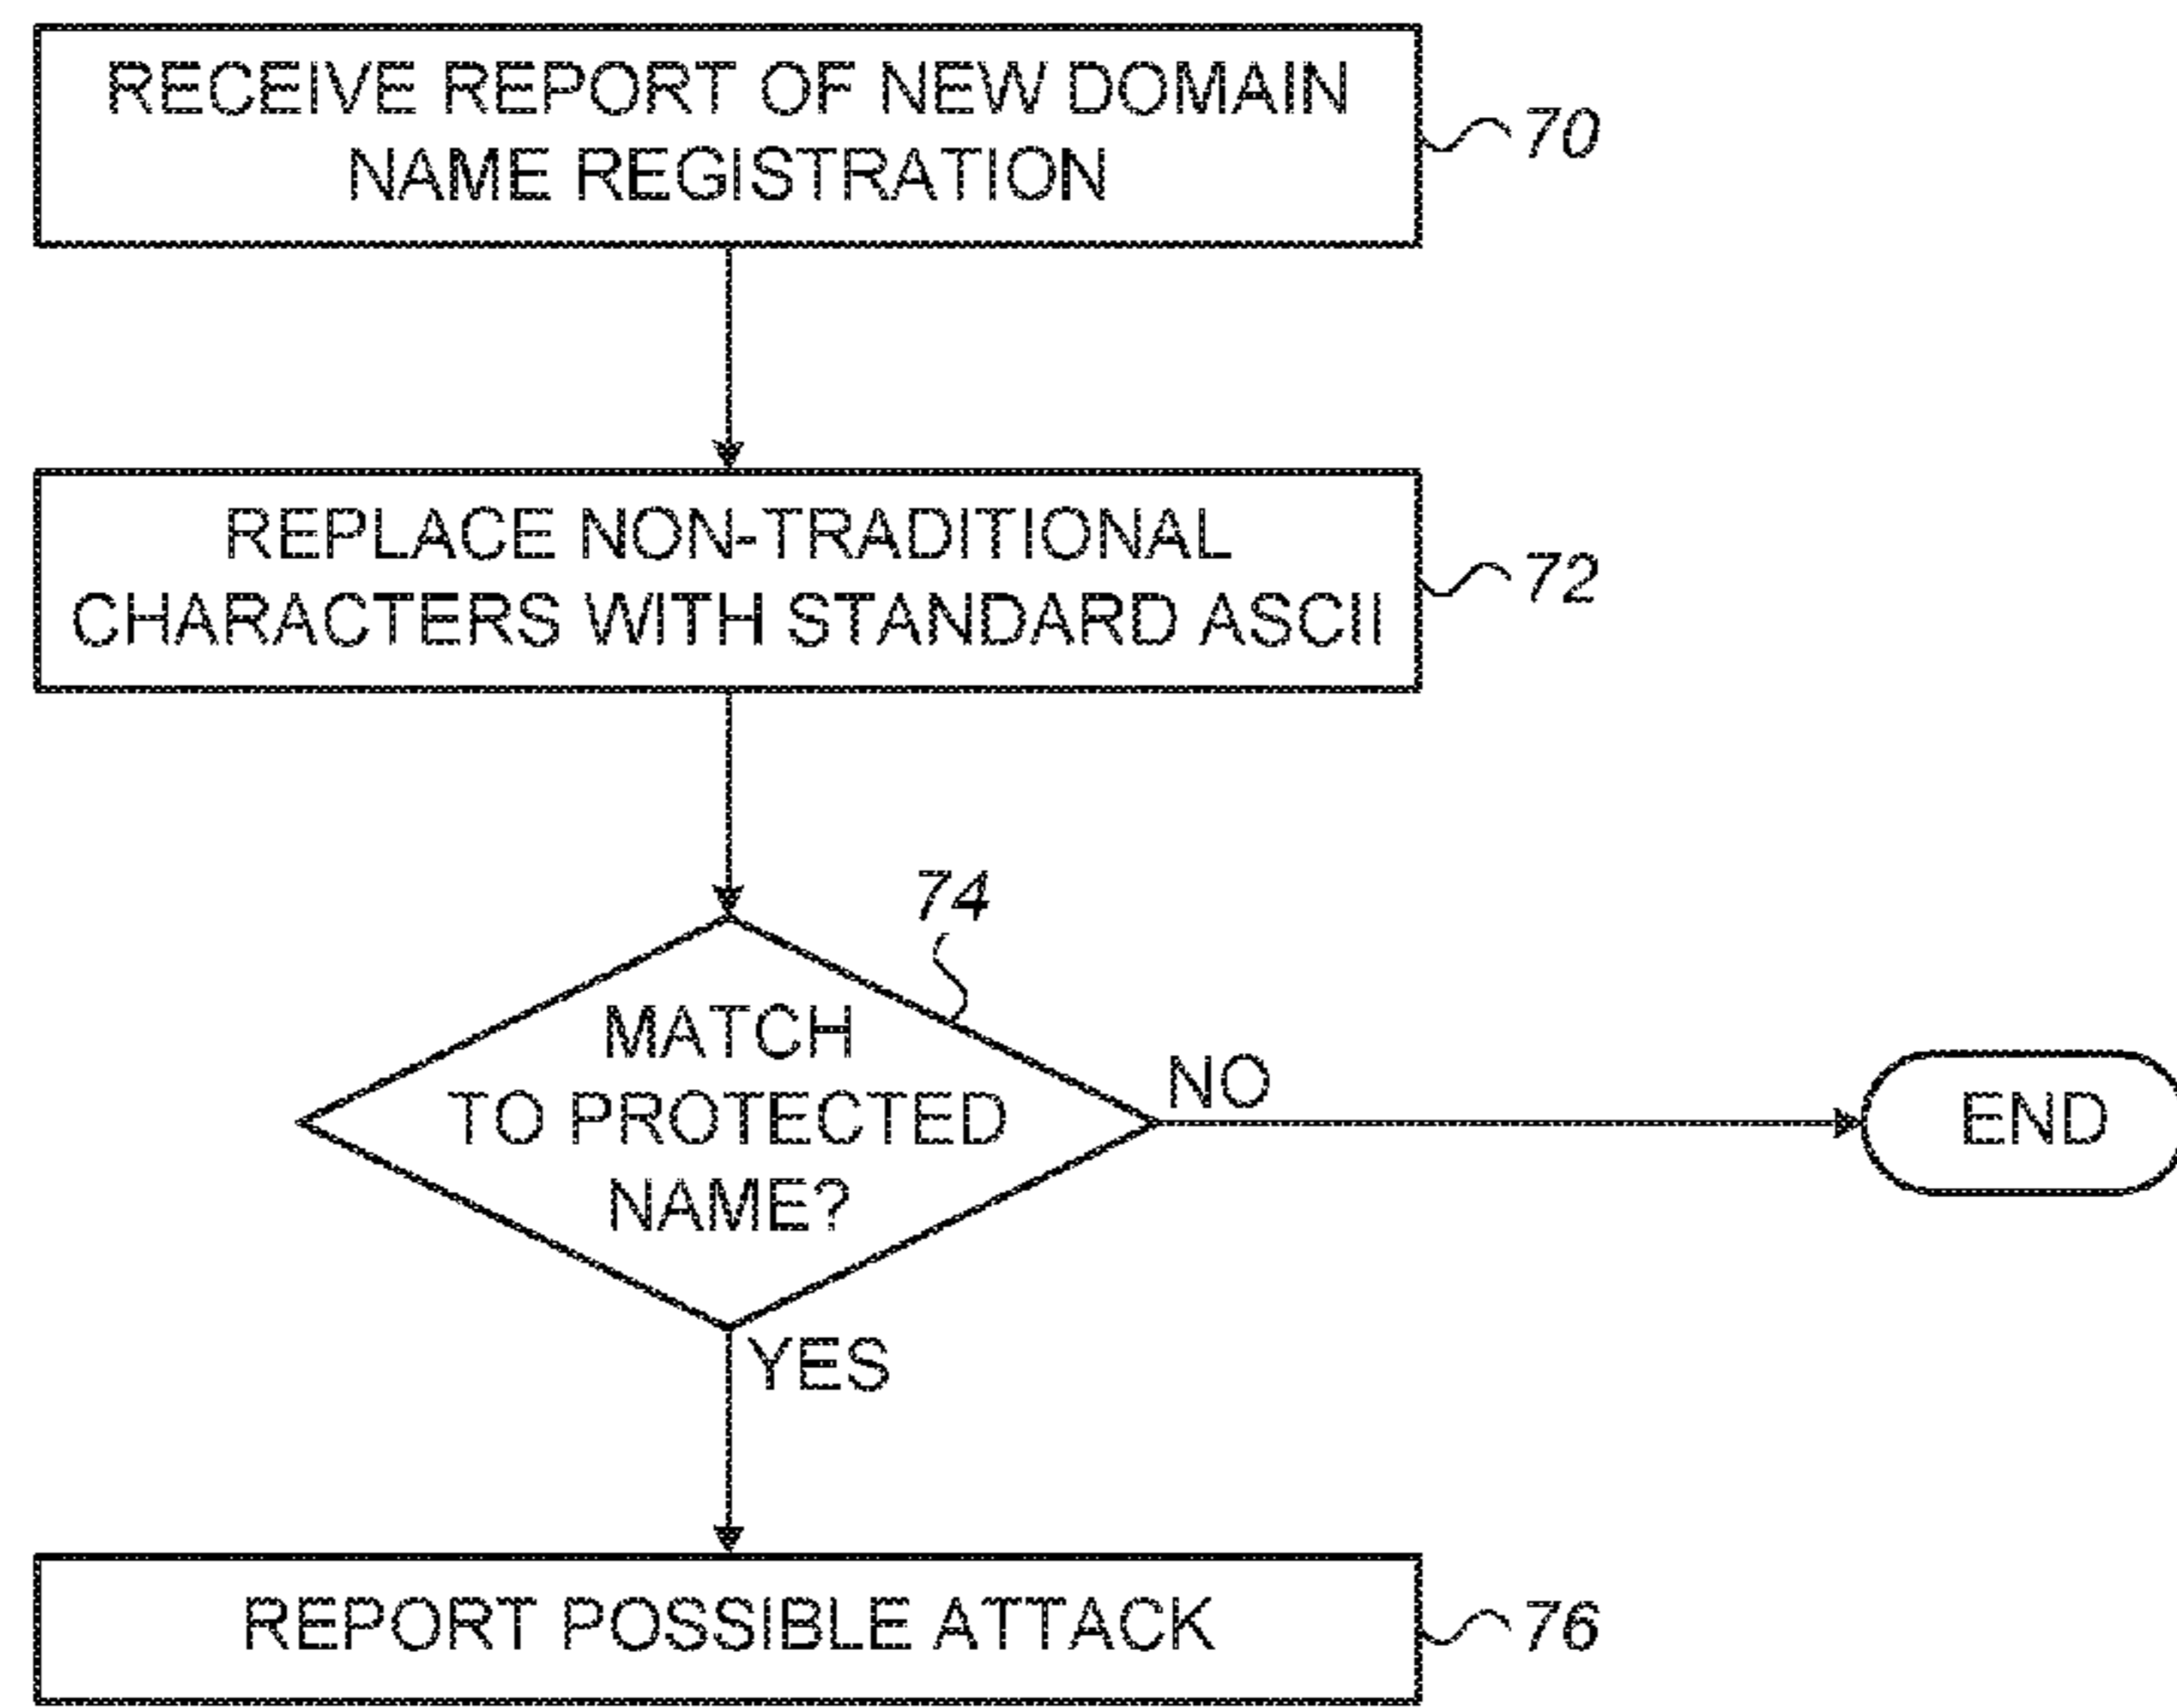 RECEIVE REPORT OF NEW DOMAIN
NAME REGISTRATION
70
REPLACE NON-TRADITIONAL
CHARACTERS WITH STANDARD ASCII
72
74
MATCH
TO PROTECTED
NAME?
NO
END
YES
REPORT POSSIBLE ATTACK
76